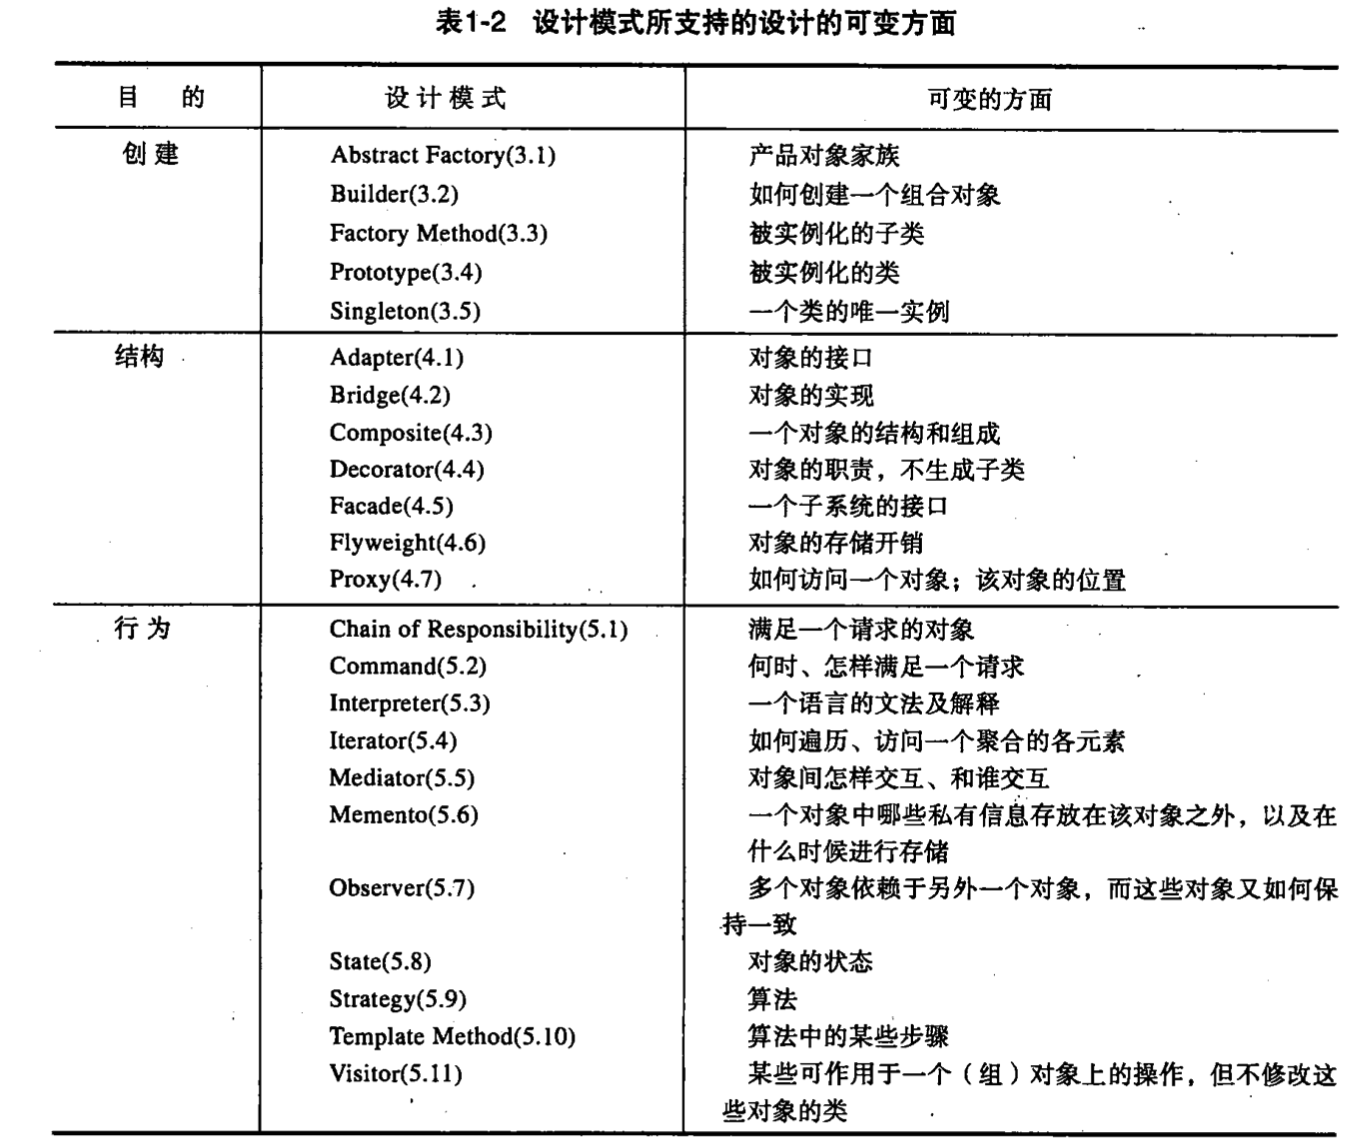 表1-2 设计模式所支持的设计的可变方面
目 的 设计模式 可变的方面
创建 Abstract Factory(3.1) 产品对象家族
Builder(3.2) 如何创建一个组合对象
Factory Method(3.3) 被实例化的子类
Prototype(3.4) 被实例化的类
Singleton(3.5) 一个类的唯一实例
结构 Adapter(4.1) 对象的接口
Bridge(4.2) 对象的实现
Composite(4.3) 一个对象的结构和组成
Decorator(4.4) 对象的职责，不生成子类
Facade(4.5) 一个子系统的接口
Flyweight(4.6) 对象的存储开销
Proxy(4.7) 如何访问一个对象；该对象的位置
行为 Chain of Responsibility(5.1) 满足一个请求的对象
Command(5.2) 何时、怎样满足一个请求
Interpreter(5.3) 一个语言的文法及解释
Iterator(5.4) 如何遍历、访问一个聚合的各元素
Mediator(5.5) 对象间怎样交互、和谁交互
Memento(5.6) 一个对象中哪些私有信息存放在该对象之外，以及在
什么时候进行存储
Observer(5.7) 多个对象依赖于另外一个对象，而这些对象又如何保
持一致
State(5.8) 对象的状态
Strategy(5.9) 算法
Template Method(5.10) 算法中的某些步骤
Visitor(5.11) 某些可作用于一个（组）对象上的操作，但不修改这
些对象的类